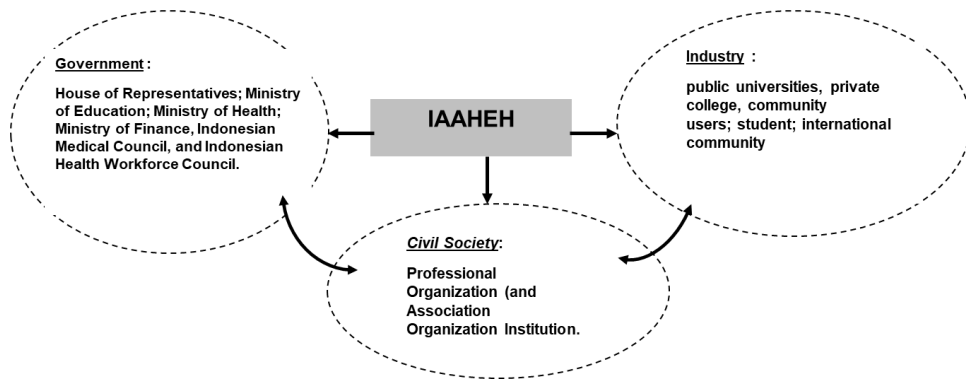 Government :
House of Representatives; Ministry
of Education; Ministry of Health;
Ministry of Finance, Indonesian
Medical Council, and Indonesian
Health Workforce Council.
IAAHEH
Industry :
public universities, private
college, community
users; student; international
community
Civil Society:
Professional
Organization (and
Association
Organization Institution.